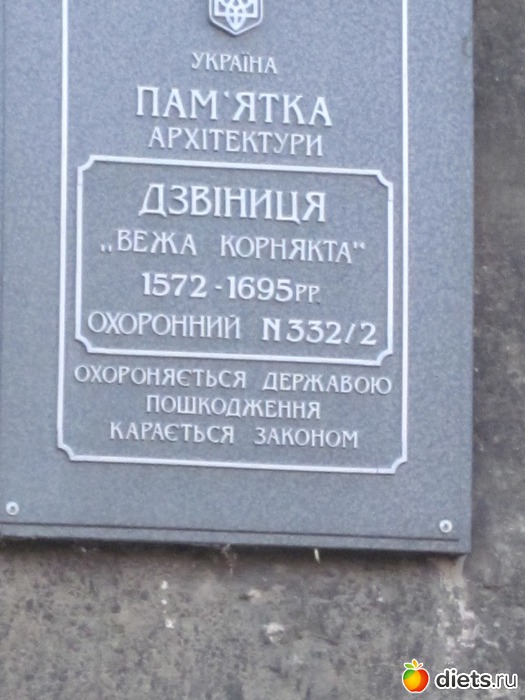 УКРАЇНА
ПАМ'ЯТКА
АРХІТЕКТУРИ
ДЗВІНИЦЯ
„ВЕЖА КОРНЯКТА"
1572 - 1695РР.
ОХОРОННИЙ N332/2
ОХОРОНЯЄТЬСЯ ДЕРЖАВОЮ
ПОШКОДЖЕННЯ
КАРАЄТЬСЯ ЗАКОНОМ
diets.ru